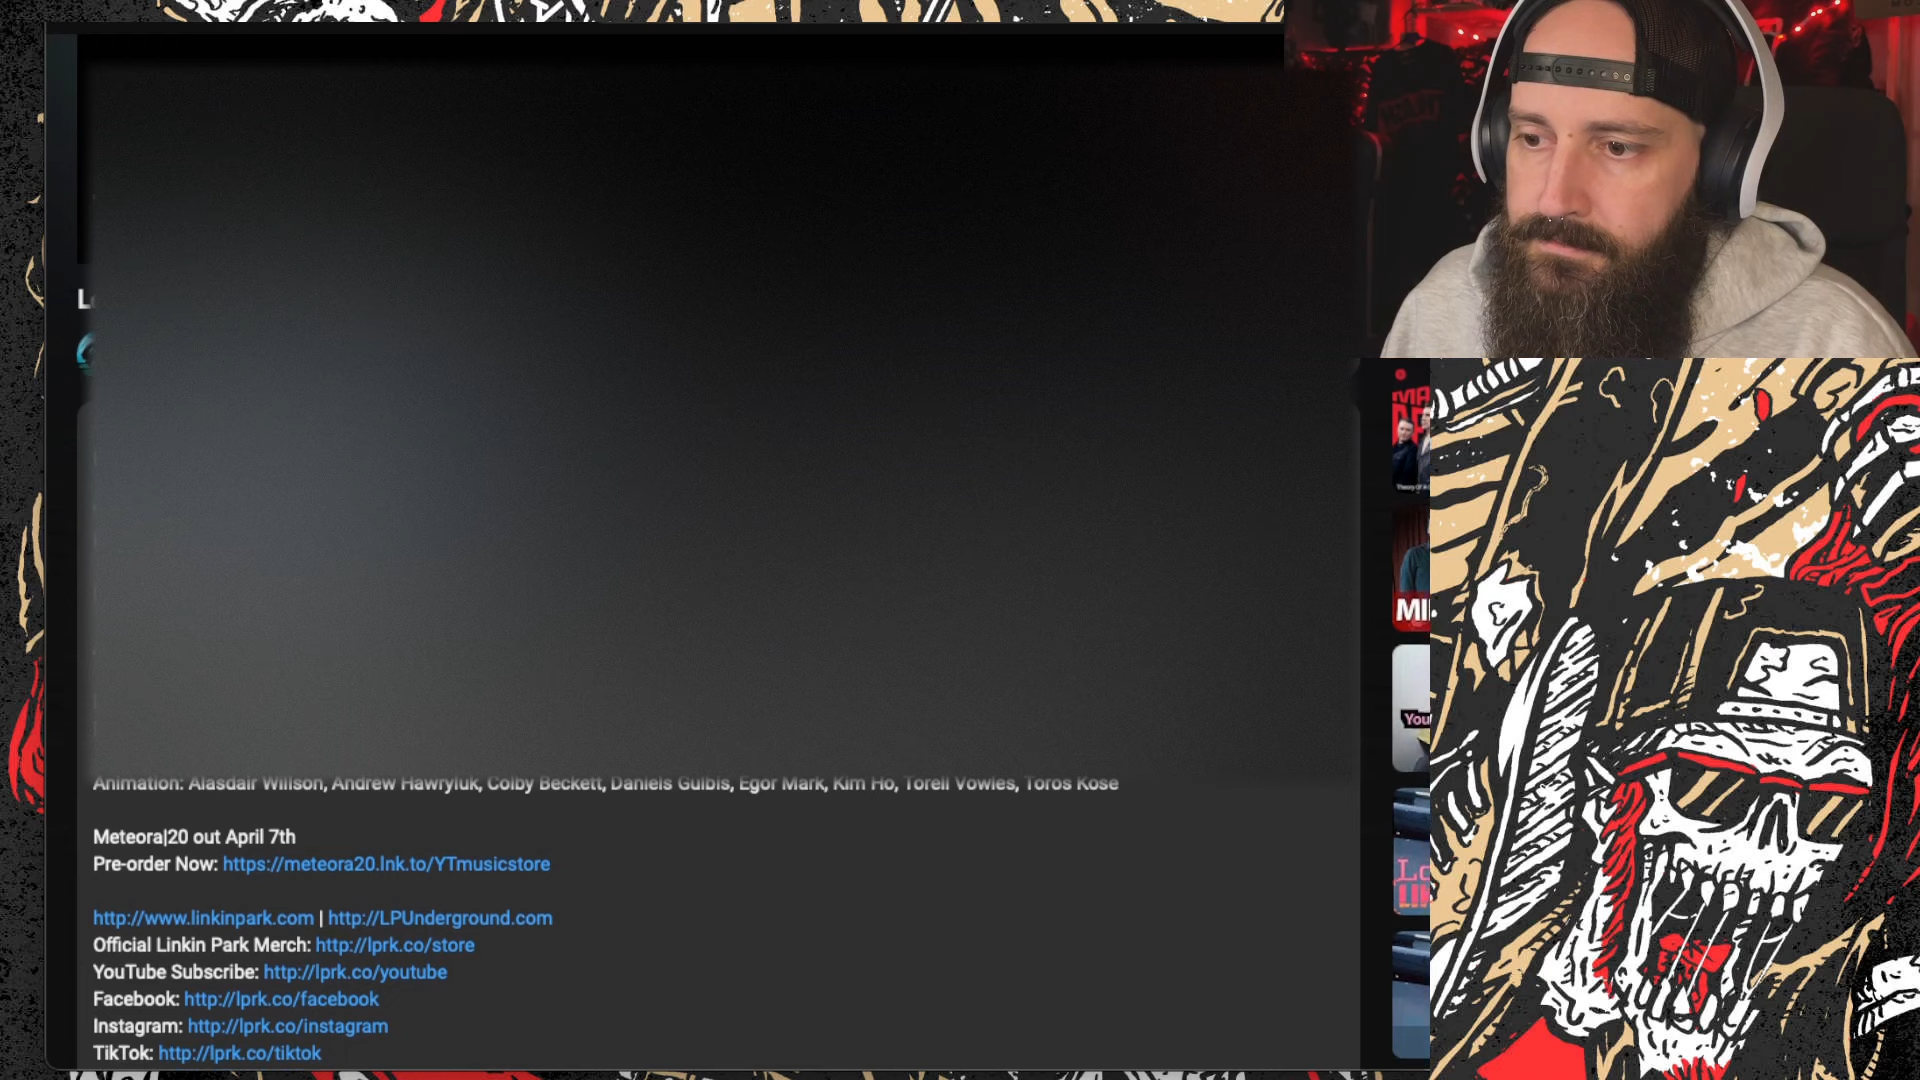 Animation: Alasdair Willson, Andrew Hawryluk, Colby Beckett, Daniels Gulbis, Egor Mark, Kim Ho, Torell Vowles, Toros Kose
Meteora|20 out April 7th
Pre-order Now: https://meteora20.lnk.to/YTmusicstore
http://www.linkinpark.com | http://LPUnderground.com
Official Linkin Park Merch: http://lprk.co/store
YouTube Subscribe: http://lprk.co/youtube
Facebook: http://lprk.co/facebook
Instagram: http://lprk.co/instagram
TikTok: http://lprk.co/tiktok
You